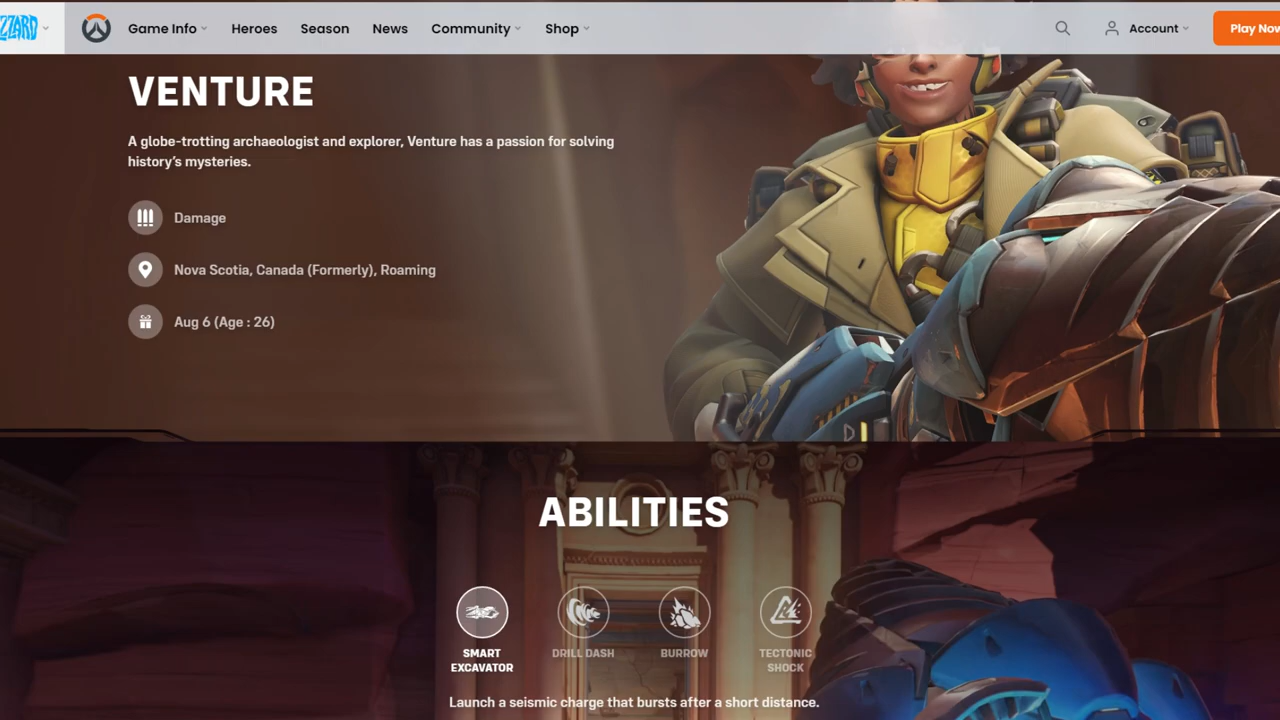 ZZARD
Game Info
Heroes
Season
News
Community
Shop
Account
Play Now
VENTURE
A globe-trotting archaeologist and explorer, Venture has a passion for solving
history's mysteries.
Damage
Nova Scotia, Canada (Formerly), Roaming
Aug 6 (Age : 26)
ABILITIES
SMART
EXCAVATOR
DRILL DASH
BURROW
TECTONIC
SHOCK
Launch a seismic charge that bursts after a short distance.